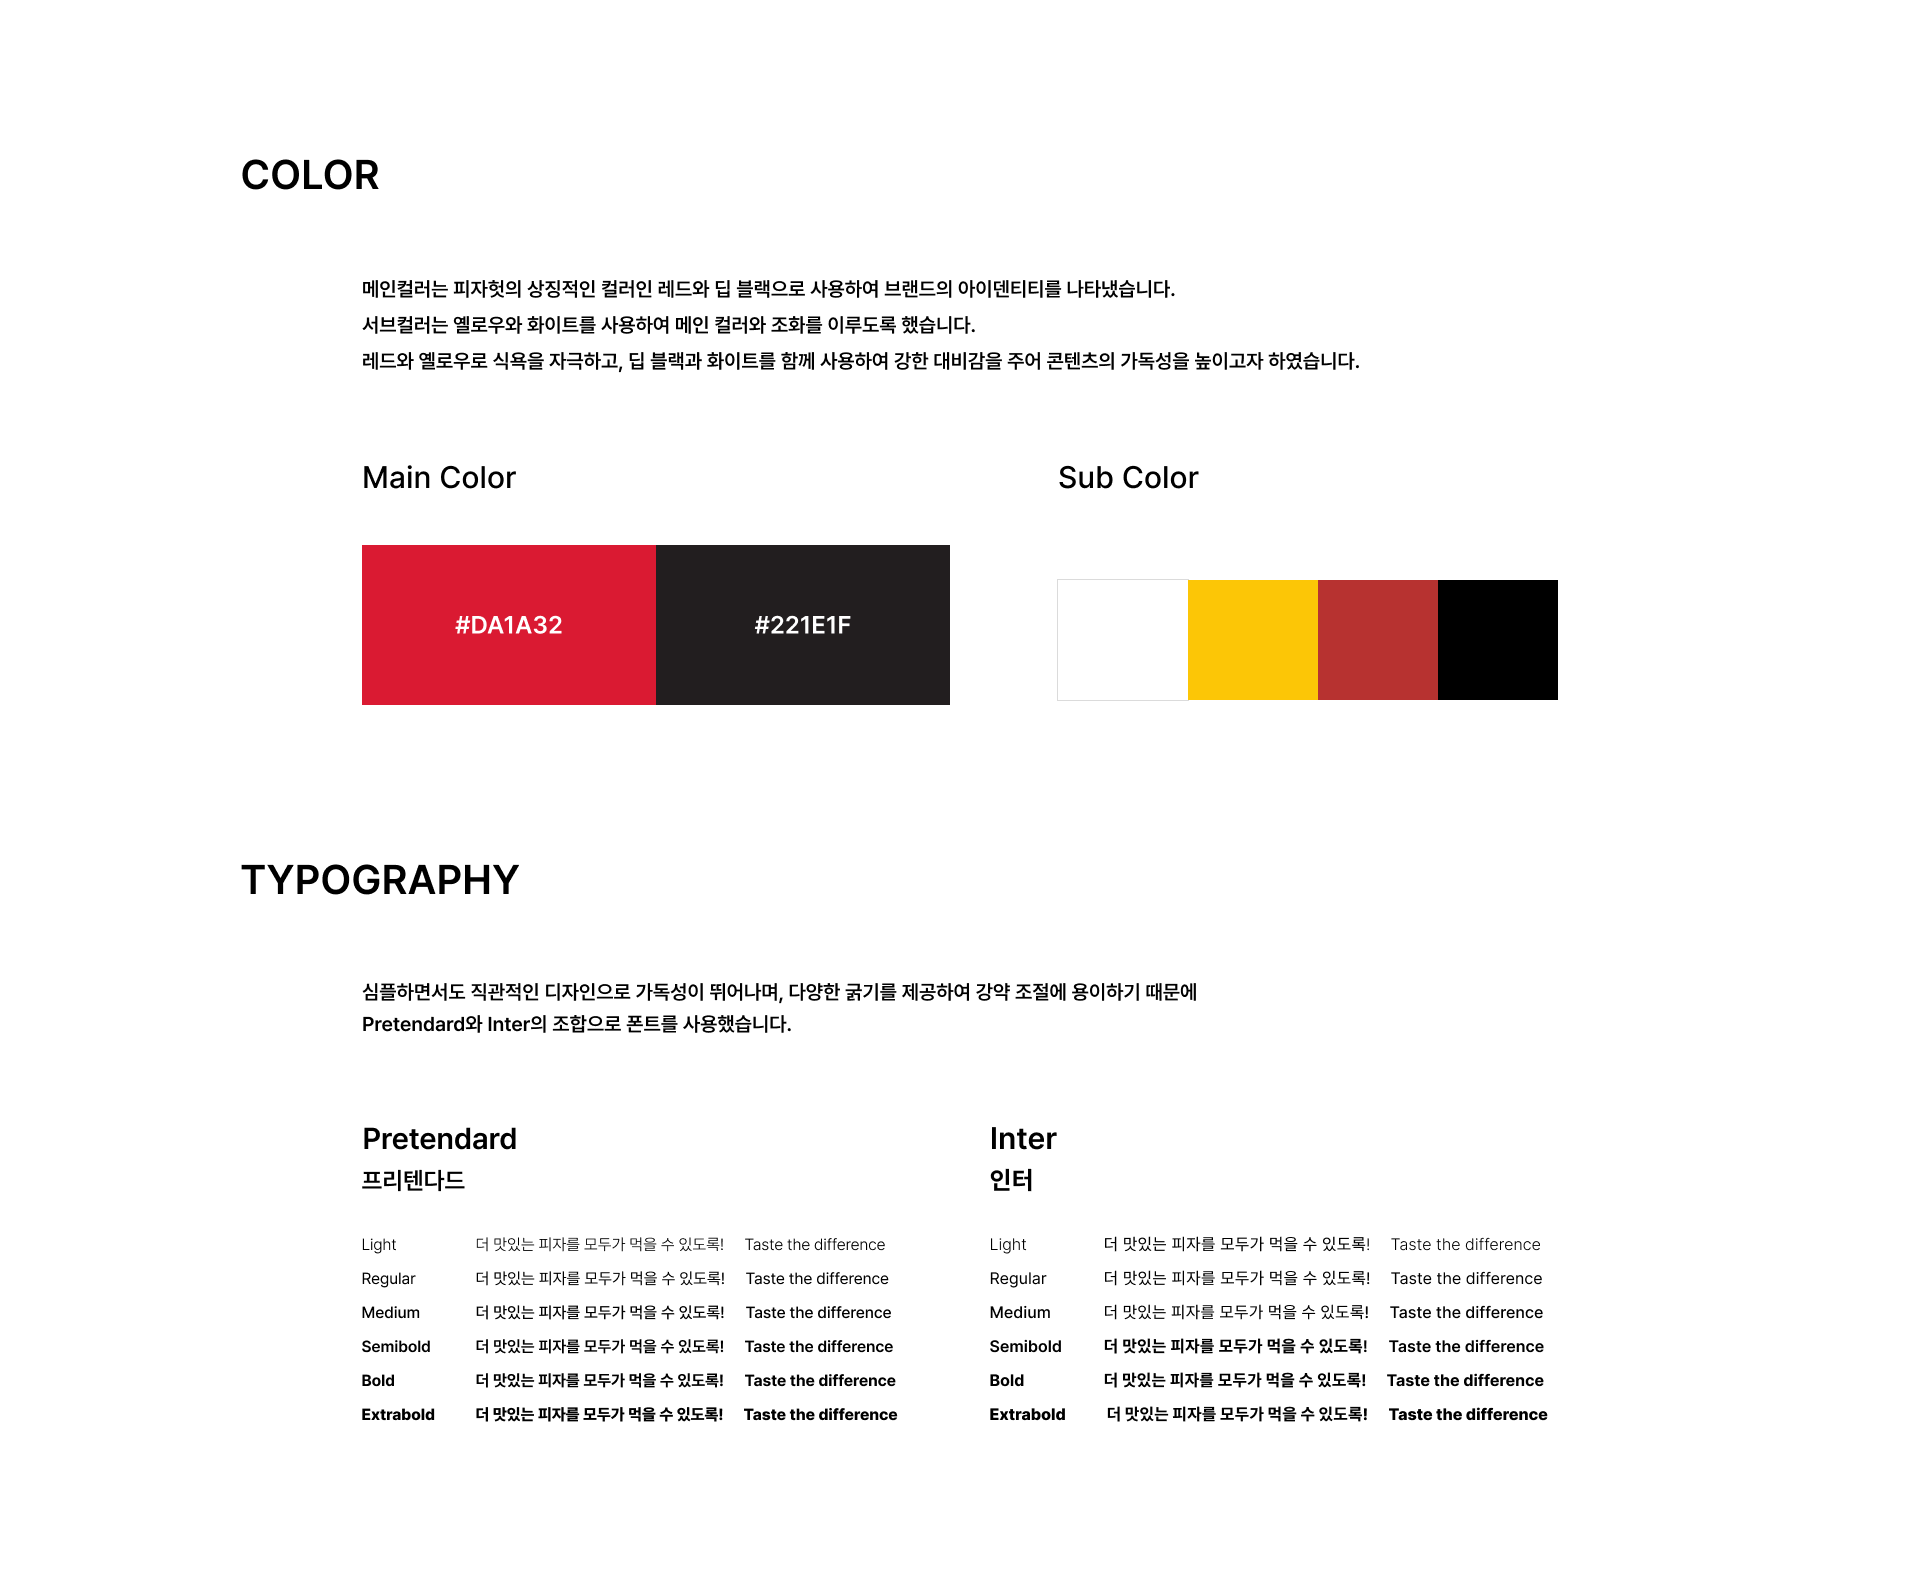 COLOR
메인컬러는 피자헛의 상징적인 컬러인 레드와 딥 블랙으로 사용하여 브랜드의 아이덴티티를 나타냈습니다.
서브컬러는 옐로우와 화이트를 사용하여 메인 컬러와 조화를 이루도록 했습니다.
레드와 옐로우로 식욕을 자극하고, 딥 블랙과 화이트를 함께 사용하여 강한 대비감을 주어 콘텐츠의 가독성을 높이고자 하였습니다.
Main Color
Sub Color
#DA1A32
#221E1F
TYPOGRAPHY
심플하면서도 직관적인 디자인으로 가독성이 뛰어나며, 다양한 굵기를 제공하여 강약 조절에 용이하기 때문에
Pretendard와 Inter의 조합으로 폰트를 사용했습니다.
Pretendard
프리텐다드
Light 더 맛있는 피자를 모두가 먹을 수 있도록! Taste the difference
Regular 더 맛있는 피자를 모두가 먹을 수 있도록! Taste the difference
Medium 더 맛있는 피자를 모두가 먹을 수 있도록! Taste the difference
Semibold 더 맛있는 피자를 모두가 먹을 수 있도록! Taste the difference
Bold 더 맛있는 피자를 모두가 먹을 수 있도록! Taste the difference
Extrabold 더 맛있는 피자를 모두가 먹을 수 있도록! Taste the difference
Inter
인터
Light 더 맛있는 피자를 모두가 먹을 수 있도록! Taste the difference
Regular 더 맛있는 피자를 모두가 먹을 수 있도록! Taste the difference
Medium 더 맛있는 피자를 모두가 먹을 수 있도록! Taste the difference
Semibold 더 맛있는 피자를 모두가 먹을 수 있도록! Taste the difference
Bold 더 맛있는 피자를 모두가 먹을 수 있도록! Taste the difference
Extrabold 더 맛있는 피자를 모두가 먹을 수 있도록! Taste the difference